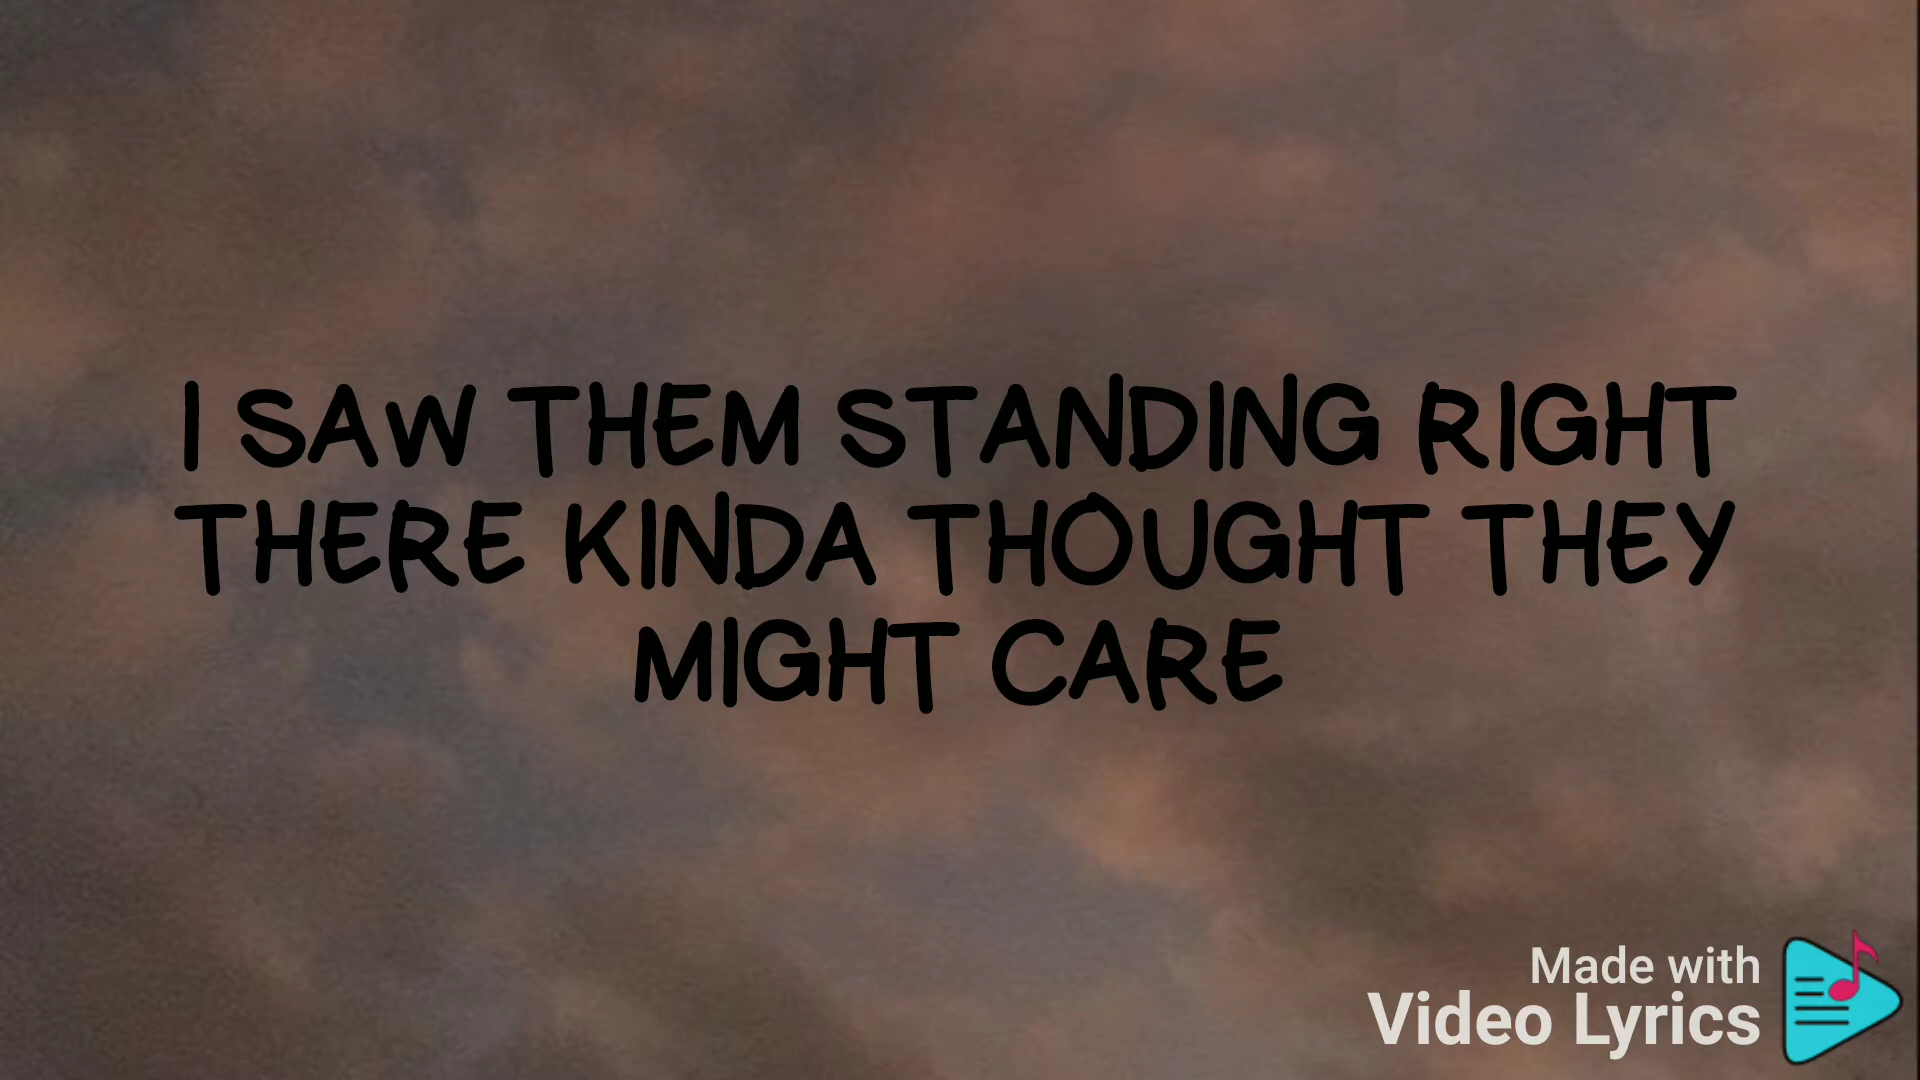 I SAW THEM STANDING RIGHT
THERE KINDA THOUGHT THEY
MIGHT CARE
Made with
Video Lyrics